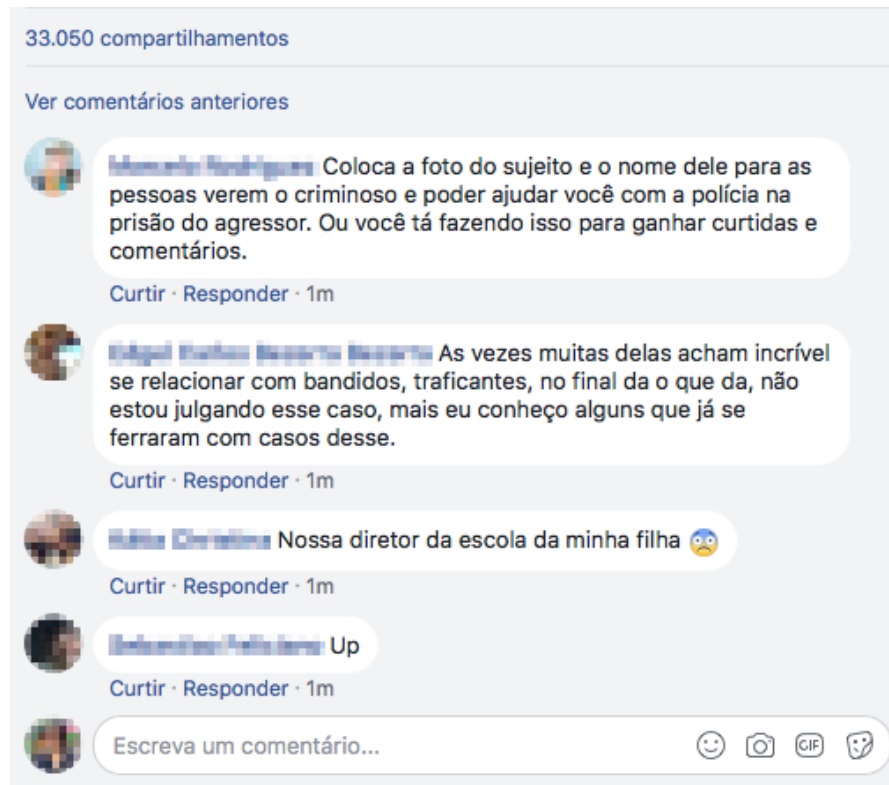 33.050 compartilhamentos
Ver comentários anteriores
Coloca a foto do sujeito e o nome dele para as
pessoas verem o criminoso e poder ajudar você com a polícia na
prisão do agressor. Ou você tá fazendo isso para ganhar curtidas e
comentários.
Curtir · Responder · 1m
As vezes muitas delas acham incrível
se relacionar com bandidos, traficantes, no final da o que da, não
estou julgando esse caso, mais eu conheço alguns que já se
ferraram com casos desse.
Curtir · Responder · 1m
Nossa diretor da escola da minha filha 😨
Curtir · Responder · 1m
Up
Curtir · Responder · 1m
Escreva um comentário...
GIF